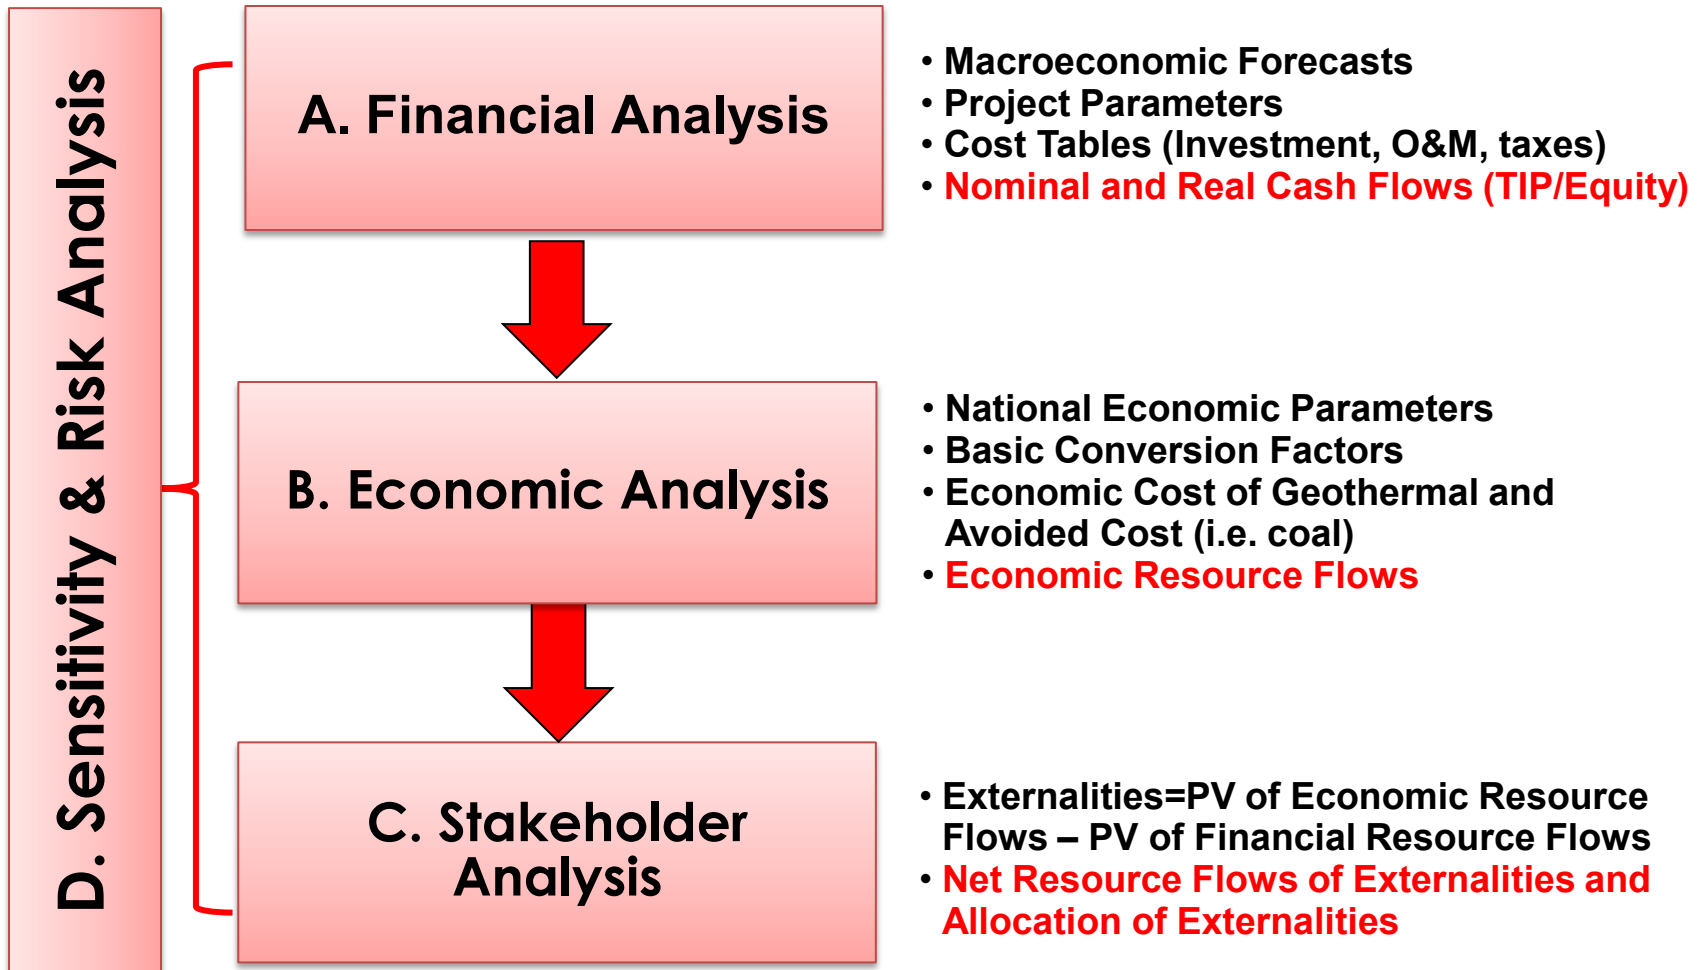 D. Sensitivity & Risk Analysis
A. Financial Analysis
• Macroeconomic Forecasts
• Project Parameters
• Cost Tables (Investment, O&M, taxes)
• Nominal and Real Cash Flows (TIP/Equity)
B. Economic Analysis
• National Economic Parameters
• Basic Conversion Factors
• Economic Cost of Geothermal and
Avoided Cost (i.e. coal)
• Economic Resource Flows
C. Stakeholder
Analysis
• Externalities=PV of Economic Resource
Flows – PV of Financial Resource Flows
• Net Resource Flows of Externalities and
Allocation of Externalities